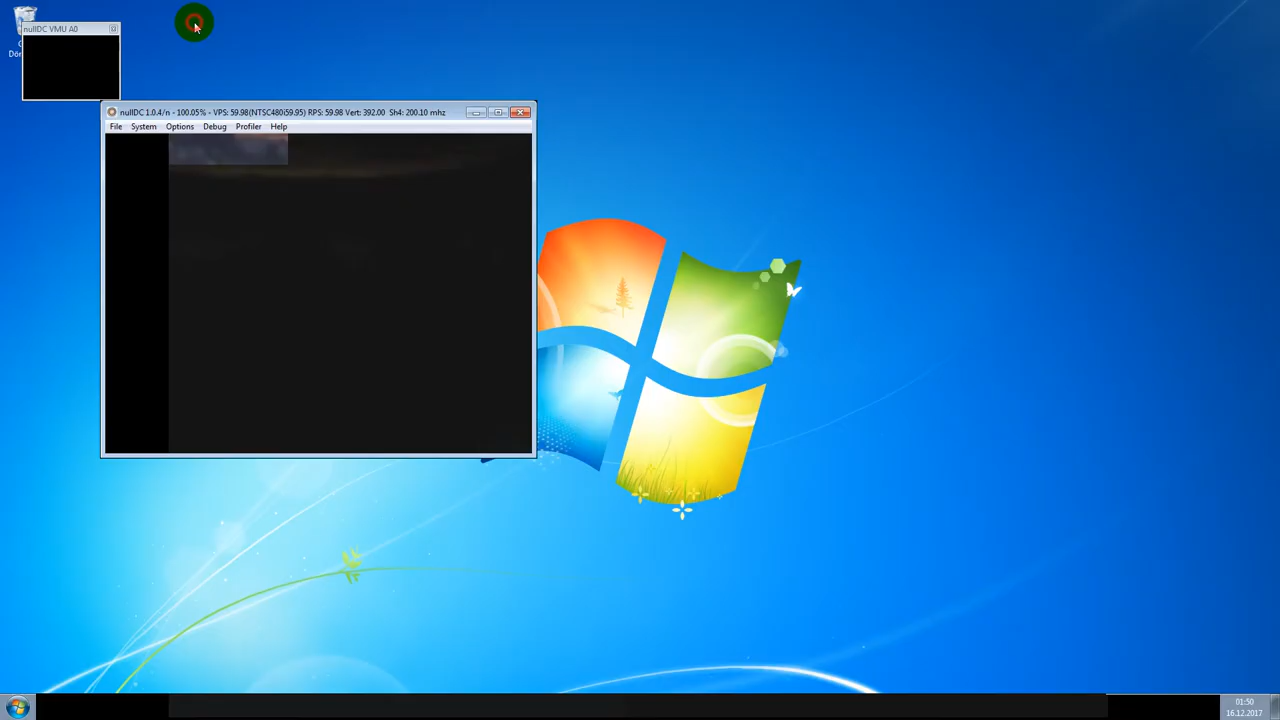 nullDC VMU A0
nullDC 1.0.4/n - 100.05% - VPS: 59.98(NTSC480i59.95) RPS: 59.98 Vert: 392.00 Sh4: 200.10 mhz
File System Options Debug Profiler Help
01:50
16.12.2017